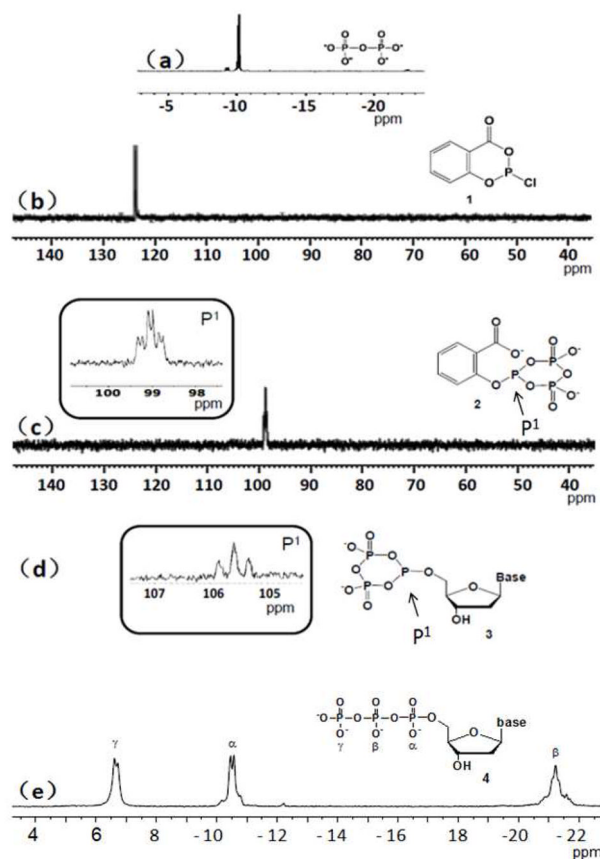 (a)
⁻O-P-O-P-O⁻
-5 -10 -15 -20
ppm
(b)
O
O
O P Cl
1
140 130 120 110 100 90 80 70 60 50 40
ppm
P¹
100 99 98
ppm
(c)
2
P¹
140 130 120 110 100 90 80 70 60 50 40
ppm
(d)
P¹
107 106 105
ppm
Base
OH
P¹
3
(e)
γ β α
base
OH
4
γ α β
4 6 8 -10 -12 -14 -16 -18 -20 -22
ppm